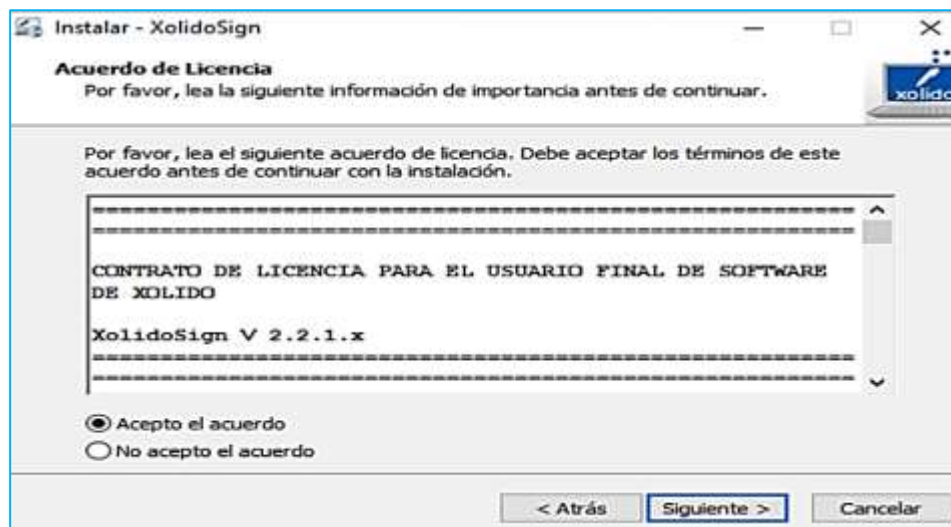 Instalar - XolidoSign
Acuerdo de Licencia
Por favor, lea la siguiente información de importancia antes de continuar.
xolido
Por favor, lea el siguiente acuerdo de licencia. Debe aceptar los términos de este
acuerdo antes de continuar con la instalación.
============================================================
============================================================
CONTRATO DE LICENCIA PARA EL USUARIO FINAL DE SOFTWARE
DE XOLIDO
XolidoSign V 2.2.1.x
============================================================
============================================================
Acepto el acuerdo
No acepto el acuerdo
< Atrás
Siguiente >
Cancelar